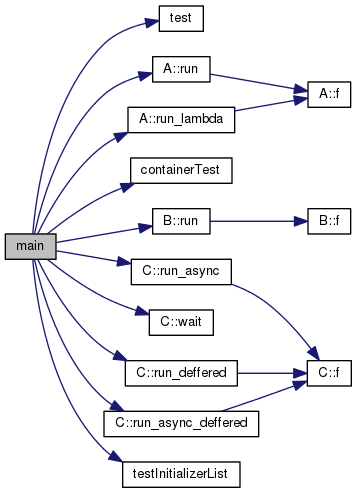 test
A::run
A::f
A::run_lambda
containerTest
B::run
B::f
main
C::run_async
C::wait
C::run_deffered
C::f
C::run_async_deffered
testInitializerList